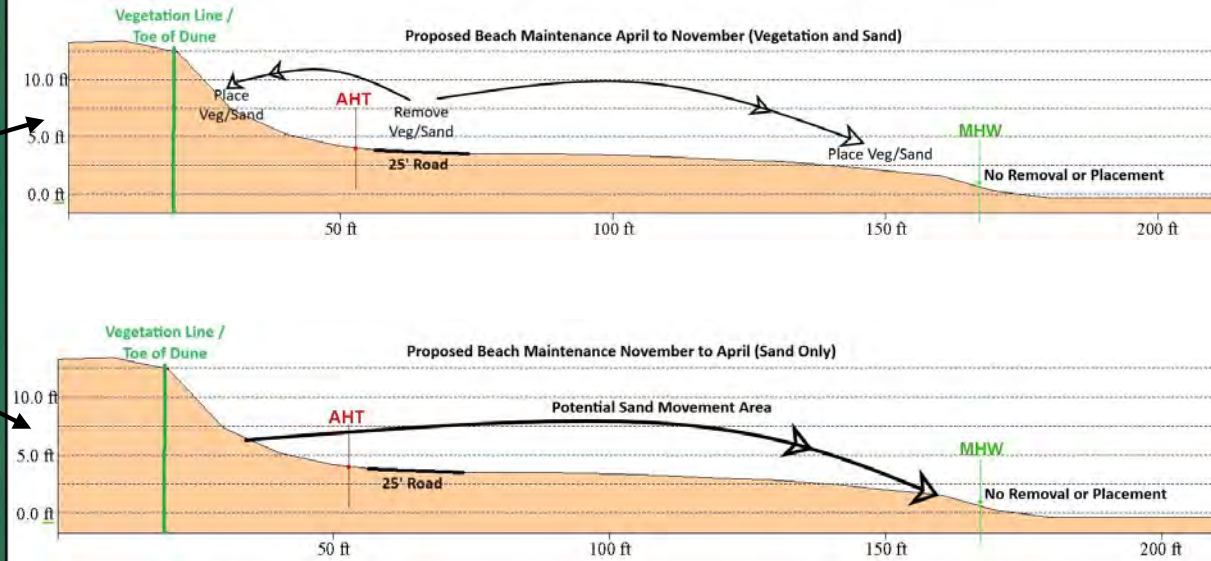 Vegetation Line /
Toe of Dune
Proposed Beach Maintenance April to November (Vegetation and Sand)
10.0 ft
Place
Veg/Sand
AHT
Remove
Veg/Sand
MHW
5.0 ft
Place Veg/Sand
25' Road
No Removal or Placement
0.0 ft
50 ft
100 ft
150 ft
200 ft
Vegetation Line /
Toe of Dune
Proposed Beach Maintenance November to April (Sand Only)
10.0 ft
Potential Sand Movement Area
AHT
MHW
5.0 ft
25' Road
No Removal or Placement
0.0 ft
50 ft
100 ft
150 ft
200 ft